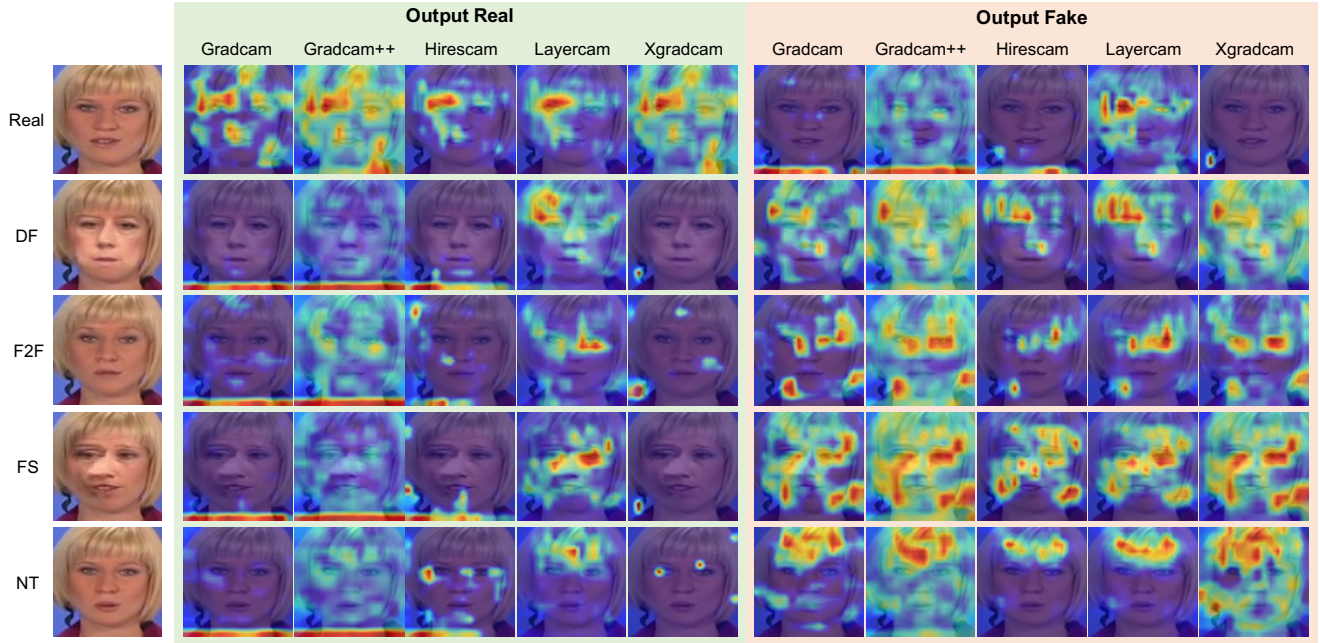 Output Real Output Fake
Gradcam Gradcam++ Hirescam Layercam Xgradcam Gradcam Gradcam++ Hirescam Layercam Xgradcam
Real
DF
F2F
FS
NT